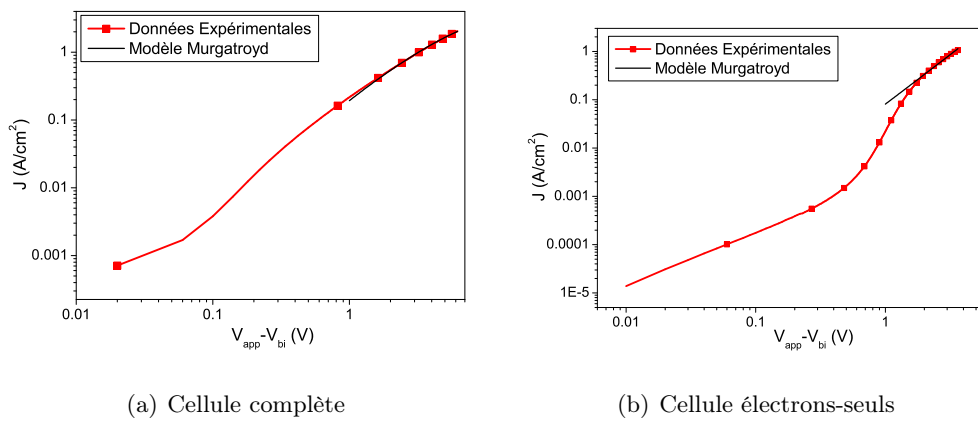 Données Expérimentales
Modèle Murgatroyd
J (A/cm²)
1
0.1
0.01
0.001
0.01
0.1
1
V_app-V_bi (V)
(a) Cellule complète
Données Expérimentales
Modèle Murgatroyd
J (A/cm²)
1
0.1
0.01
0.001
0.0001
1E-5
0.01
0.1
1
V_app-V_bi (V)
(b) Cellule électrons-seuls